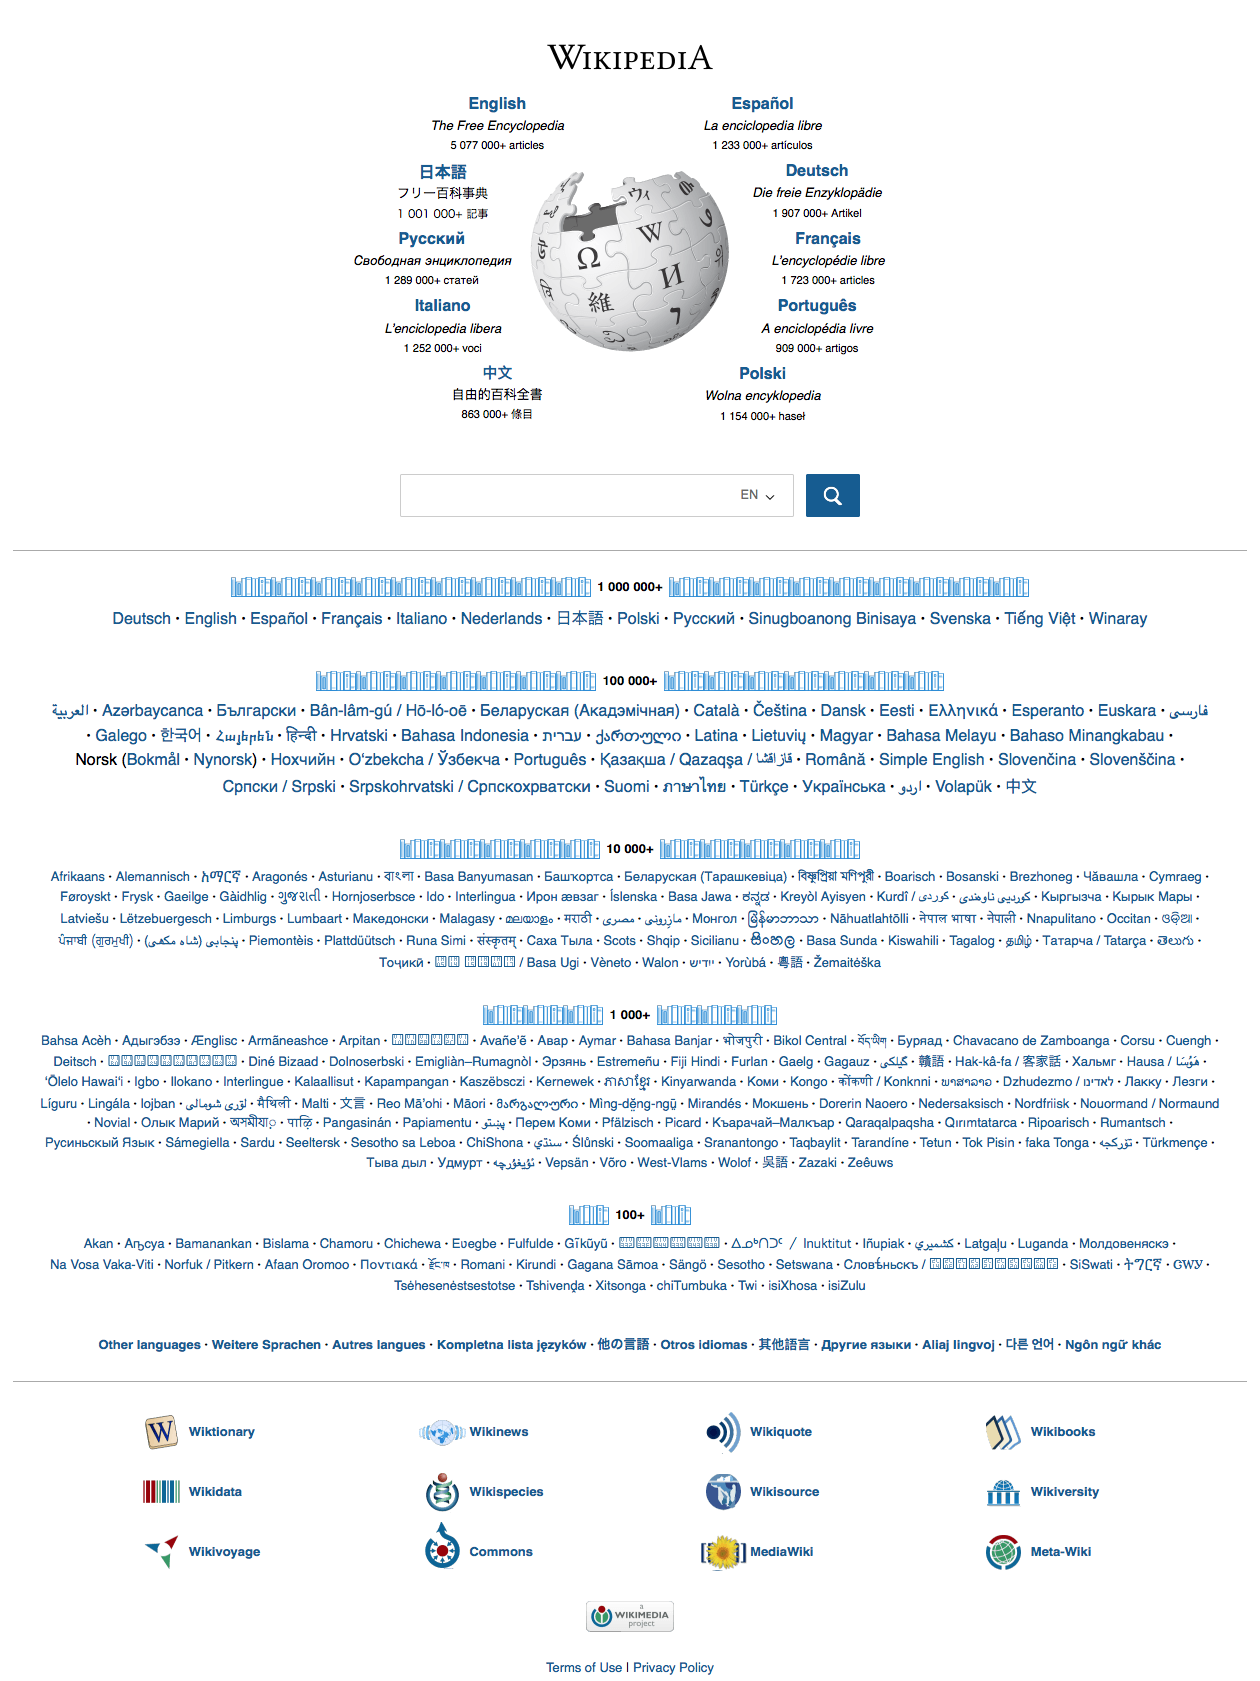 WIKIPEDIA
English
The Free Encyclopedia
5 077 000+ articles
Español
La enciclopedia libre
1 233 000+ artículos
日本語
フリー百科事典
1 001 000+ 記事
Deutsch
Die freie Enzyklopädie
1 907 000+ Artikel
Русский
Свободная энциклопедия
1 289 000+ статей
Français
L'encyclopédie libre
1 723 000+ articles
Italiano
L'enciclopedia libera
1 252 000+ voci
Português
A enciclopédia livre
909 000+ artigos
中文
自由的百科全書
863 000+ 條目
Polski
Wolna encyklopedia
1 154 000+ haseł
EN
1 000 000+
Deutsch · English · Español · Français · Italiano · Nederlands · 日本語 · Polski · Русский · Sinugboanong Binisaya · Svenska · Tiếng Việt · Winaray
100 000+
العربية · Azərbaycanca · Български · Bân-lâm-gú / Hō-ló-oē · Беларуская (Акадэмічная) · Català · Čeština · Dansk · Eesti · Ελληνικά · Esperanto · Euskara · فارسی
· Galego · 한국어 · Հայերեն · हिन्दी · Hrvatski · Bahasa Indonesia · עברית · ქართული · Latina · Lietuvių · Magyar · Bahasa Melayu · Bahaso Minangkabau ·
Norsk (Bokmål · Nynorsk) · Нохчийн · Oʻzbekcha / Ўзбекча · Português · Қазақша / Qazaqşa / قازاقشا · Română · Simple English · Slovenčina · Slovenščina ·
Српски / Srpski · Srpskohrvatski / Српскохрватски · Suomi · ภาษาไทย · Türkçe · Українська · اردو · Volapük · 中文
10 000+
Afrikaans · Alemannisch · አማርኛ · Aragonés · Asturianu · বাংলা · Basa Banyumasan · Башҡортса · Беларуская (Тарашкевіца) · বিষ্ণুপ্রিয়া মণিপুরী · Boarisch · Bosanski · Brezhoneg · Чӑвашла · Cymraeg ·
Føroyskt · Frysk · Gaeilge · Gàidhlig · ગુજરાતી · Hornjoserbsce · Ido · Interlingua · Ирон æвзаг · Íslenska · Basa Jawa · ಕನ್ನಡ · Kreyòl Ayisyen · Kurdî / كوردی · کوردیی ناوەندی · Кыргызча · Кырык Мары ·
Latviešu · Lëtzebuergesch · Limburgs · Lumbaart · Македонски · Malagasy · മലയാളം · मराठी · مصرى · مازِرونی · Монгол · မြန်မာဘာသာ · Nāhuatlahtōlli · नेपाल भाषा · नेपाली · Nnapulitano · Occitan · ଓଡ଼ିଆ ·
ਪੰਜਾਬੀ (ਗੁਰਮੁਖੀ) · پنجابی (شاہ مکھی) · Piemontèis · Plattdüütsch · Runa Simi · संस्कृतम् · Саха Тыла · Scots · Shqip · Sicilianu · සිංහල · Basa Sunda · Kiswahili · Tagalog · தமிழ் · Татарча / Tatarça · తెలుగు ·
Тоҷикӣ · / Basa Ugi · Vèneto · Walon · ייִדיש · Yorùbá · 粵語 · Žemaitėška
1 000+
Bahsa Acèh · Адыгэбзэ · Ænglisc · Armãneashce · Arpitan · · Avañe'ẽ · Авар · Aymar · Bahasa Banjar · भोजपुरी · Bikol Central · བོད་ཡིག · Буряад · Chavacano de Zamboanga · Corsu · Cuengh ·
Deitsch · · Diné Bizaad · Dolnoserbski · Emigliàn–Rumagnòl · Эрзянь · Estremeñu · Fiji Hindi · Furlan · Gaelg · Gagauz · گیلکی · 贛語 · Hak-kâ-fa / 客家話 · Хальмг · Hausa / هَوُسَا ·
ʻŌlelo Hawaiʻi · Igbo · Ilokano · Interlingue · Kalaallisut · Kapampangan · Kaszëbsczi · Kernewek · ភាសាខ្មែរ · Kinyarwanda · Коми · Kongo · कोंकणी / Konknni · ພາສາລາວ · Dzhudezmo / לאדינו · Лакку · Лезги ·
Líguru · Lingála · lojban · لۊری شومالی · मैथिली · Malti · 文言 · Reo Mā'ohi · Māori · მარგალური · Mìng-dĕ̤ng-ngṳ̄ · Mirandés · Мокшень · Dorerin Naoero · Nedersaksisch · Nordfriisk · Nouormand / Normaund
· Novial · Олык Марий · অসমীযা় · पाऴि · Pangasinán · Papiamentu · پښتو · Перем Коми · Pfälzisch · Picard · Къарачай–Малкъар · Qaraqalpaqsha · Qırımtatarca · Ripoarisch · Rumantsch ·
Русиньскый Язык · Sámegiella · Sardu · Seeltersk · Sesotho sa Leboa · ChiShona · سنڌي · Ślůnski · Soomaaliga · Sranantongo · Taqbaylit · Tarandíne · Tetun · Tok Pisin · faka Tonga · تۆرکجه · Türkmençe ·
Тыва дыл · Удмурт · ئۇيغۇرچه · Vepsän · Võro · West-Vlams · Wolof · 吳語 · Zazaki · Zeêuws
100+
Akan · Аҧсуа · Bamanankan · Bislama · Chamoru · Chichewa · Eʋegbe · Fulfulde · Gĩkũyũ · · ᐃᓄᒃᑎᑐᑦ / Inuktitut · Iñupiak · كشميري · Latgaļu · Luganda · Молдовеняскэ ·
Na Vosa Vaka-Viti · Norfuk / Pitkern · Afaan Oromoo · Ποντιακά · རྫོང་ཁ · Romani · Kirundi · Gagana Sāmoa · Sängö · Sesotho · Setswana · Словѣ́ньскъ / · SiSwati · ትግርኛ · ᏣᎳᎩ ·
Tsėhesenėstsestotse · Tshivenḓa · Xitsonga · chiTumbuka · Twi · isiXhosa · isiZulu
Other languages · Weitere Sprachen · Autres langues · Kompletna lista języków · 他の言語 · Otros idiomas · 其他語言 · Другие языки · Aliaj lingvoj · 다른 언어 · Ngôn ngữ khác
Wiktionary
Wikinews
Wikiquote
Wikibooks
Wikidata
Wikispecies
Wikisource
Wikiversity
Wikivoyage
Commons
MediaWiki
Meta-Wiki
a
WIKIMEDIA
project
Terms of Use | Privacy Policy